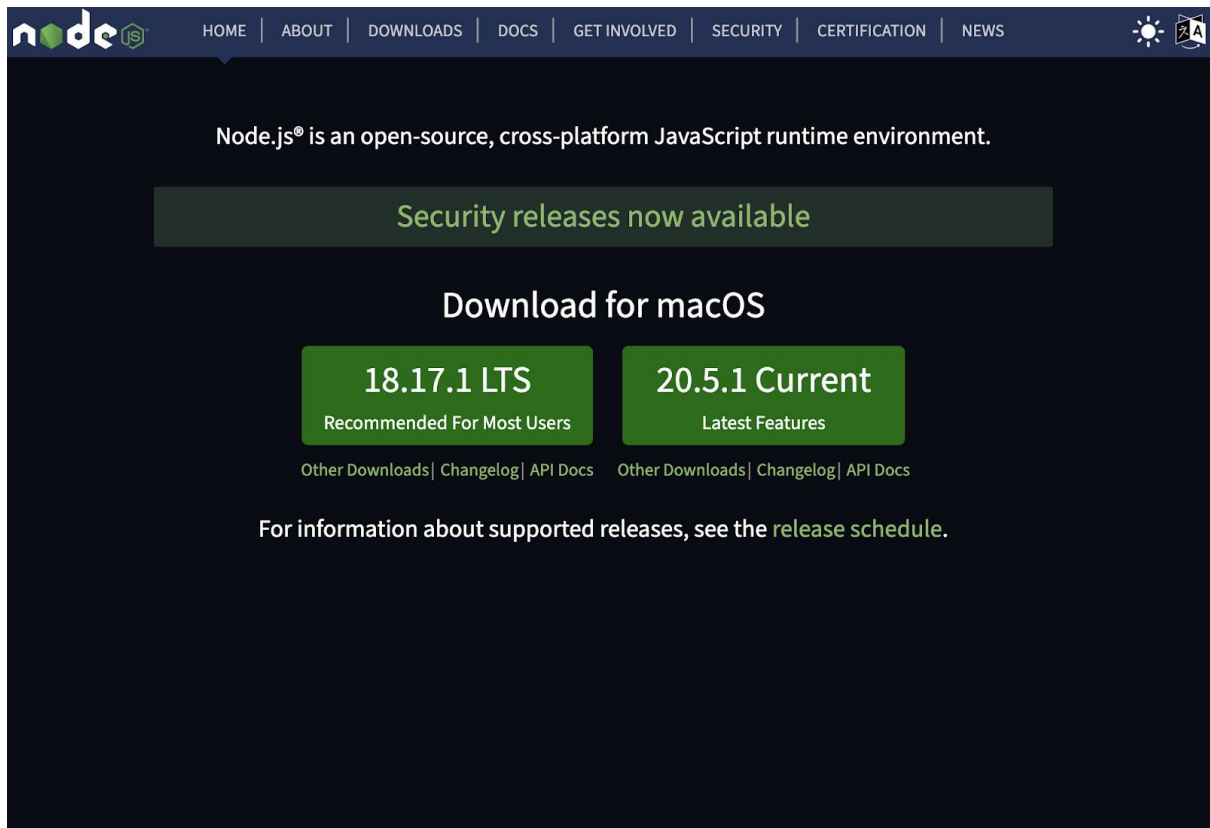 node JS
HOME | ABOUT | DOWNLOADS | DOCS | GET INVOLVED | SECURITY | CERTIFICATION | NEWS
Node.js® is an open-source, cross-platform JavaScript runtime environment.
Security releases now available
Download for macOS
18.17.1 LTS
Recommended For Most Users
20.5.1 Current
Latest Features
Other Downloads| Changelog| API Docs
Other Downloads| Changelog| API Docs
For information about supported releases, see the release schedule.